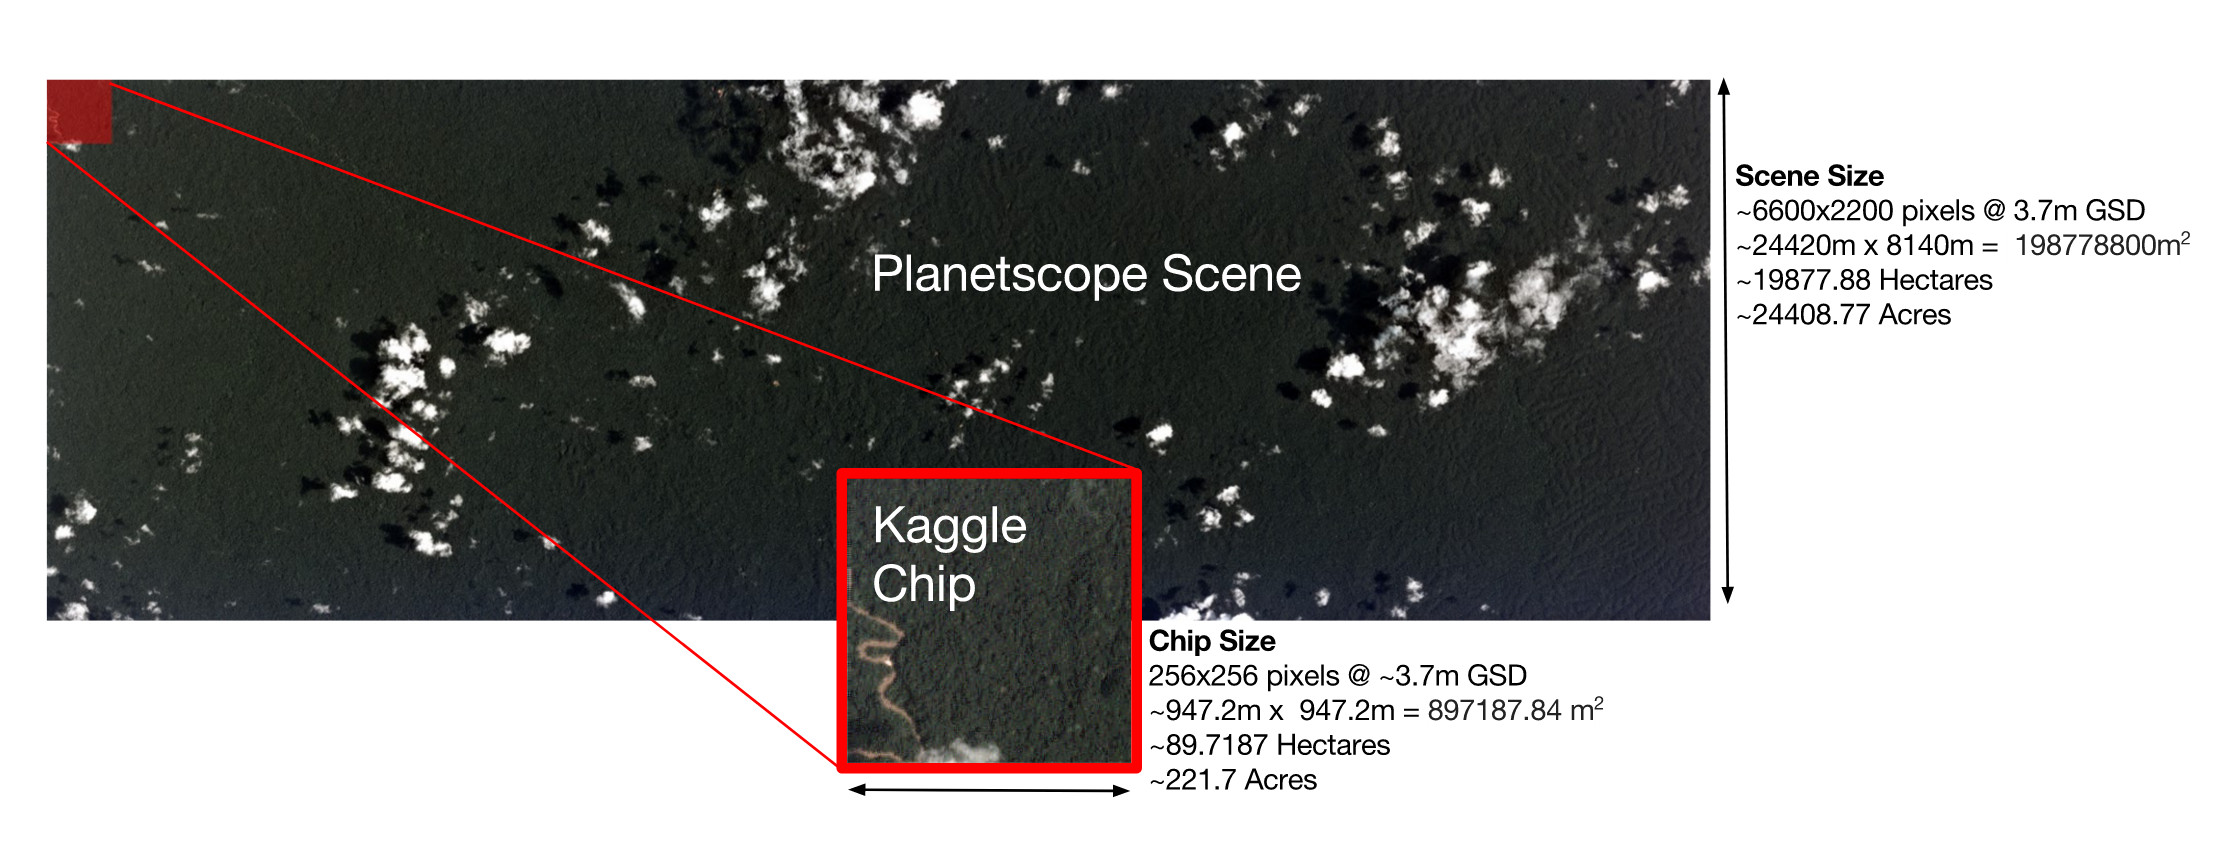 Planetscope Scene
Scene Size
~6600x2200 pixels @ 3.7m GSD
~24420m x 8140m =  198778800m²
~19877.88 Hectares
~24408.77 Acres
Kaggle
Chip
Chip Size
256x256 pixels @ ~3.7m GSD
~947.2m x  947.2m = 897187.84 m²
~89.7187 Hectares
~221.7 Acres